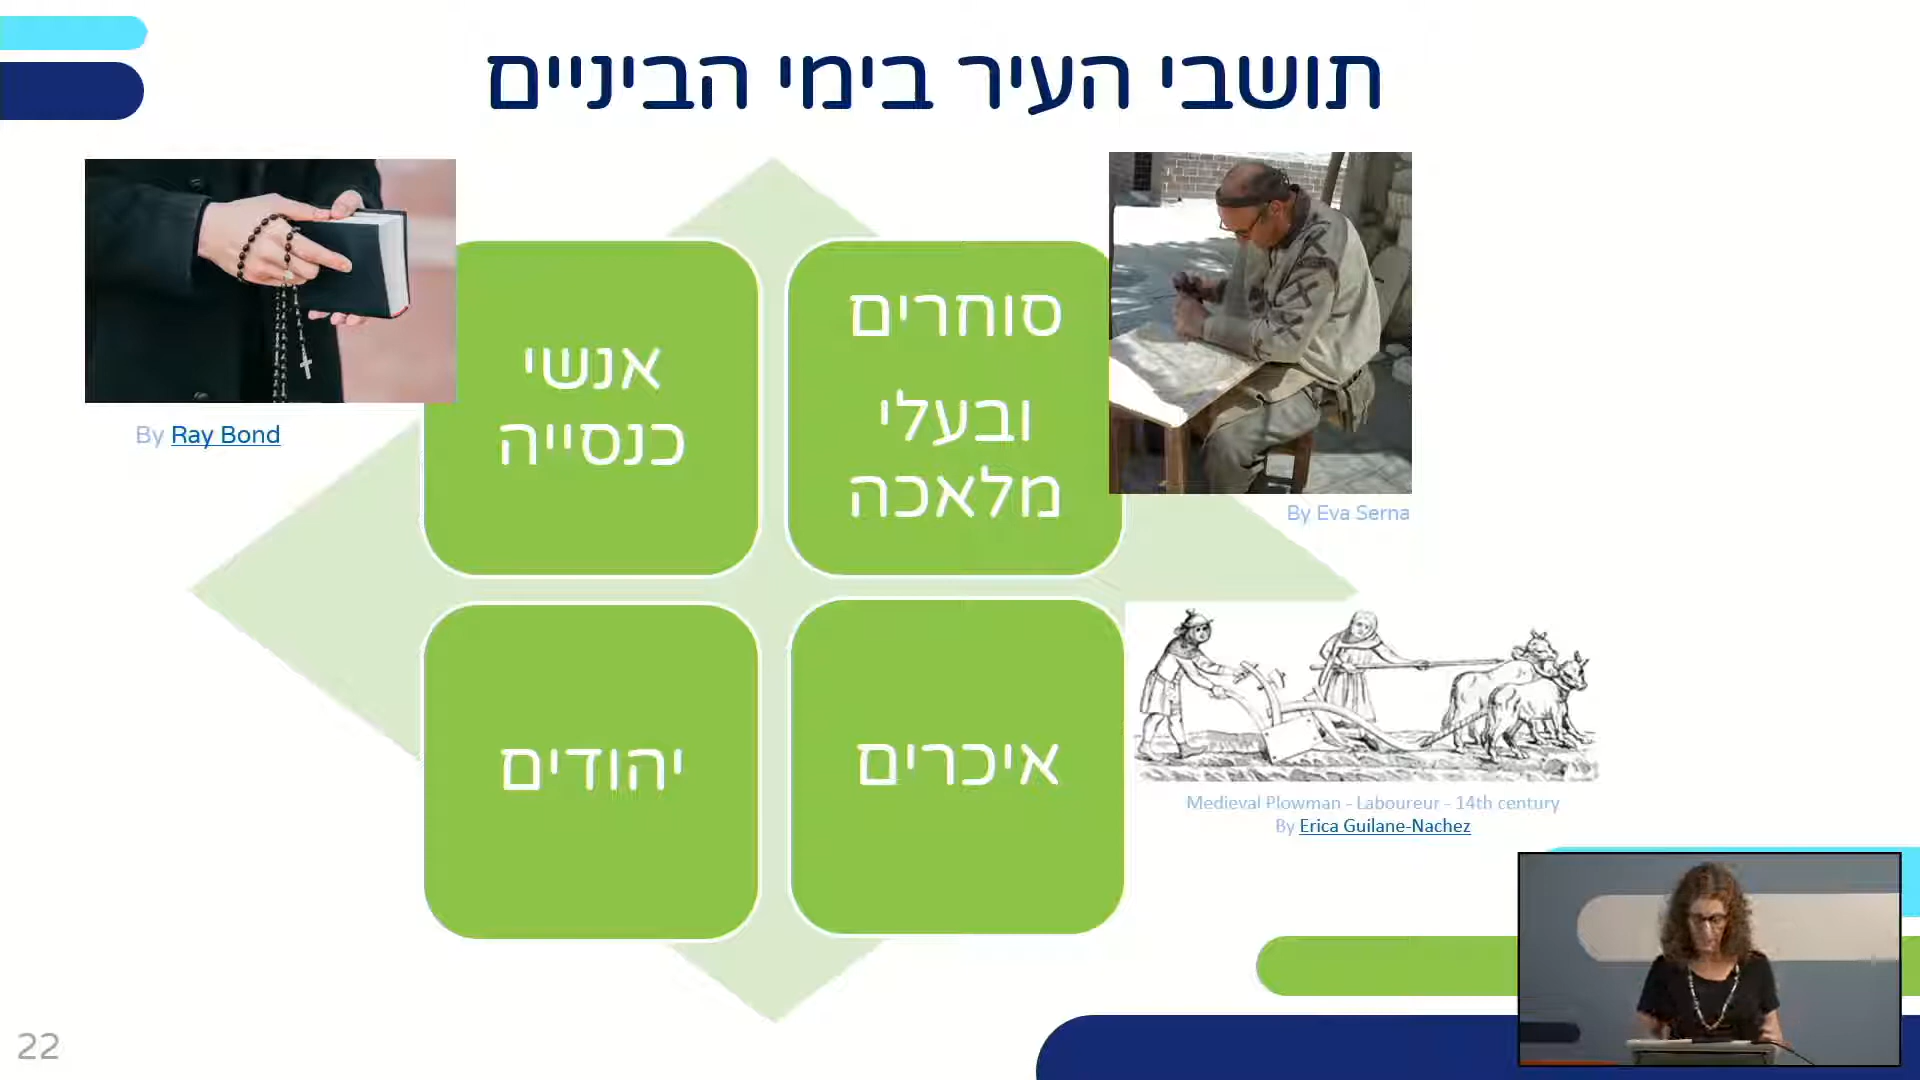 תושבי העיר בימי הביניים
סוחרים
ובעלי
מלאכה
אנשי
כנסייה
By Ray Bond
By Eva Serna
איכרים
יהודים
Medieval Plowman - Laboureur - 14th century
By Erica Guilane-Nachez
22